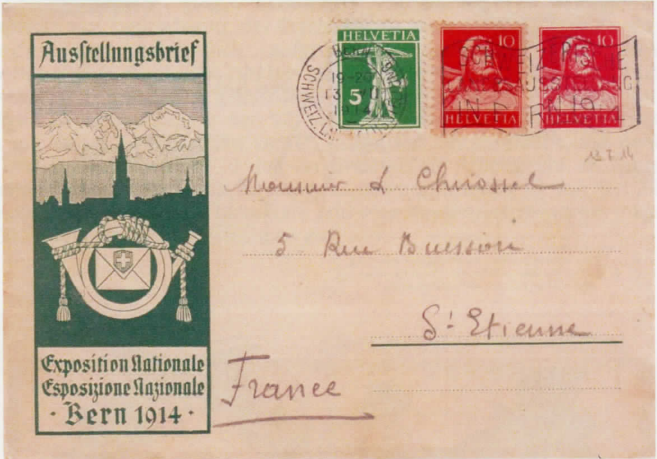 Ausstellungsbrief
HELVETIA
5
10
HELVETIA
10
HELVETIA
SCHWEIZ.
Monsieur L
5 Rue Buisson
St Etienne
France
Exposition Nationale
Esposizione Nazionale
· Bern 1914 ·